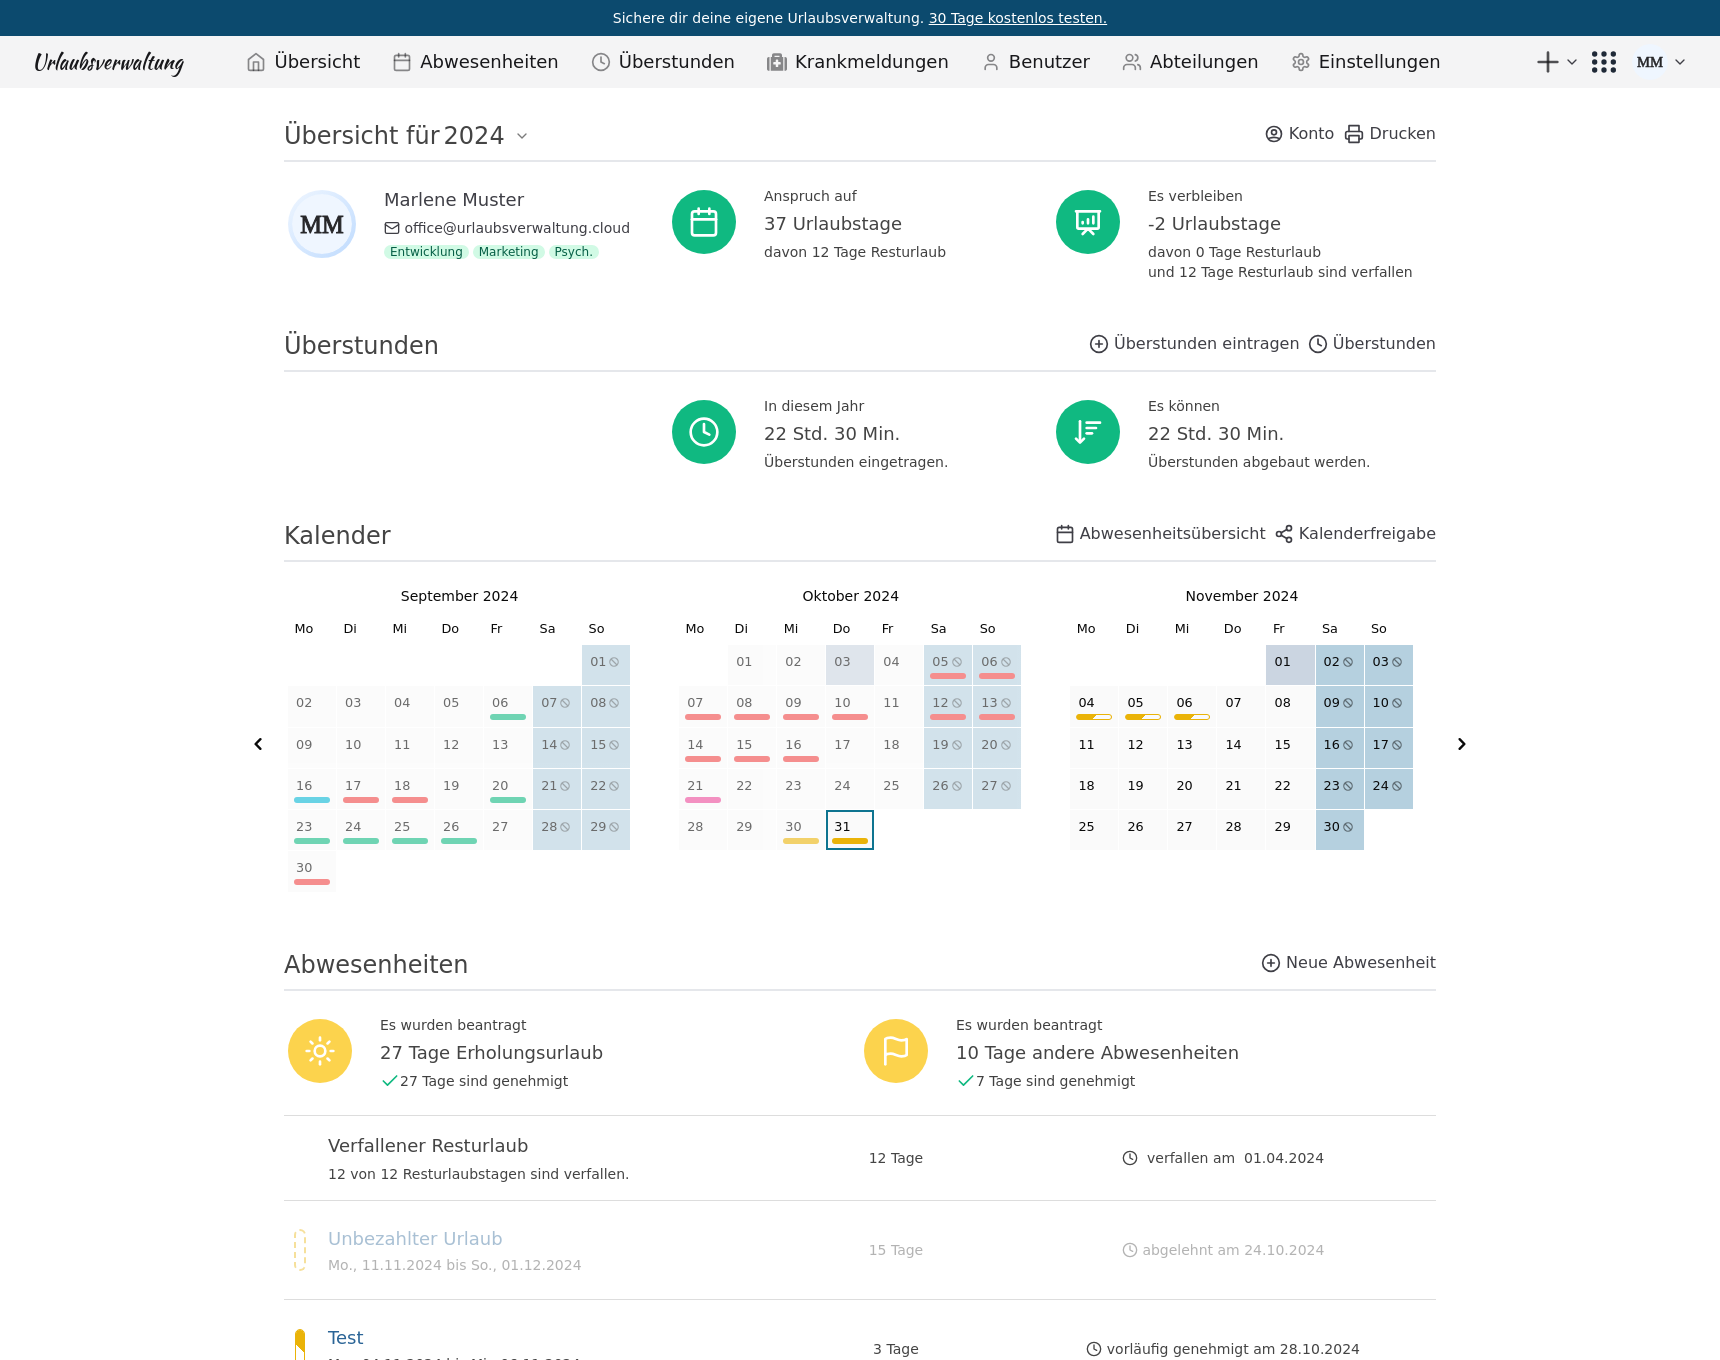 Sichere dir deine eigene Urlaubsverwaltung. 30 Tage kostenlos testen.
Urlaubsverwaltung Übersicht Abwesenheiten Überstunden Krankmeldungen Benutzer Abteilungen Einstellungen MM
Übersicht für 2024 Konto Drucken
MM
Marlene Muster
office@urlaubsverwaltung.cloud
Entwicklung Marketing Psych.
Anspruch auf
37 Urlaubstage
davon 12 Tage Resturlaub
Es verbleiben
-2 Urlaubstage
davon 0 Tage Resturlaub
und 12 Tage Resturlaub sind verfallen
Überstunden Überstunden eintragen Überstunden
In diesem Jahr
22 Std. 30 Min.
Überstunden eingetragen.
Es können
22 Std. 30 Min.
Überstunden abgebaut werden.
Kalender Abwesenheitsübersicht Kalenderfreigabe
September 2024
Mo Di Mi Do Fr Sa So
01
02 03 04 05 06 07 08
09 10 11 12 13 14 15
16 17 18 19 20 21 22
23 24 25 26 27 28 29
30
Oktober 2024
Mo Di Mi Do Fr Sa So
01 02 03 04 05 06
07 08 09 10 11 12 13
14 15 16 17 18 19 20
21 22 23 24 25 26 27
28 29 30 31
November 2024
Mo Di Mi Do Fr Sa So
01 02 03
04 05 06 07 08 09 10
11 12 13 14 15 16 17
18 19 20 21 22 23 24
25 26 27 28 29 30
Abwesenheiten Neue Abwesenheit
Es wurden beantragt
27 Tage Erholungsurlaub
27 Tage sind genehmigt
Es wurden beantragt
10 Tage andere Abwesenheiten
7 Tage sind genehmigt
Verfallener Resturlaub
12 von 12 Resturlaubstagen sind verfallen.
12 Tage
verfallen am 01.04.2024
Unbezahlter Urlaub
Mo., 11.11.2024 bis So., 01.12.2024
15 Tage
abgelehnt am 24.10.2024
Test
3 Tage
vorläufig genehmigt am 28.10.2024